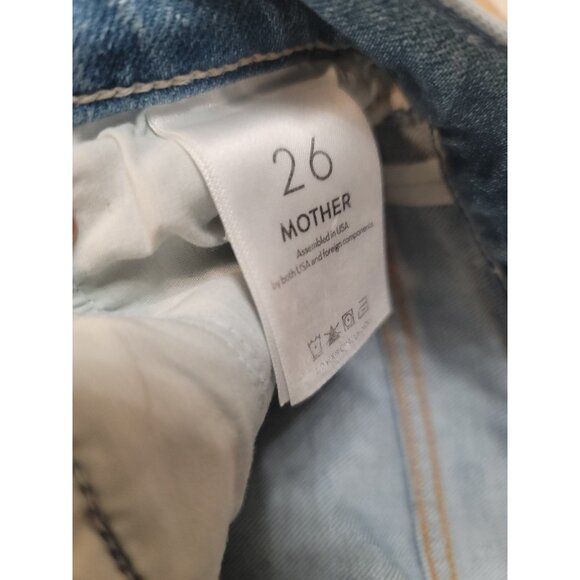 26
MOTHER
Assembled in USA
by both USA and foreign components